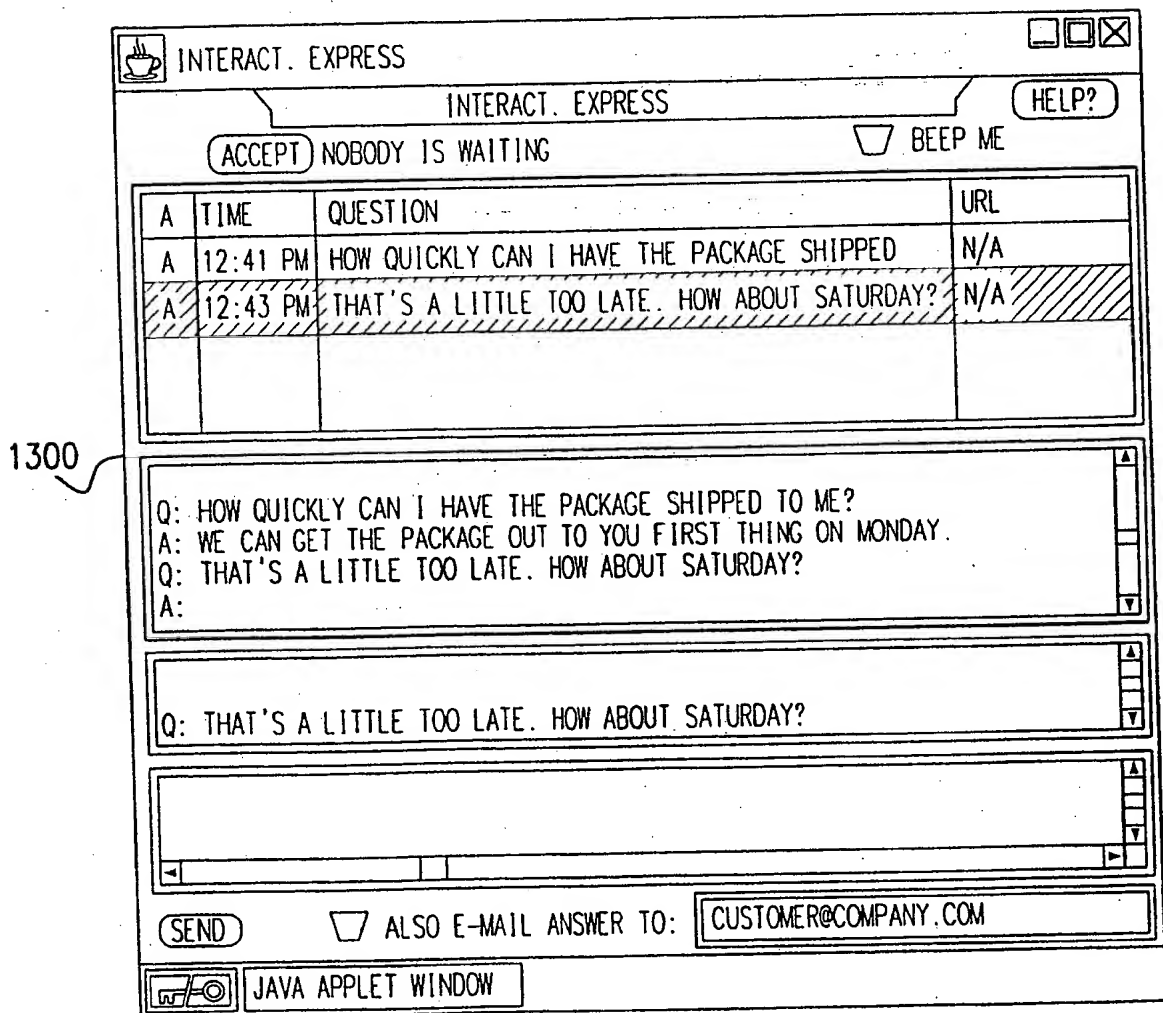 INTERACT. EXPRESS
INTERACT. EXPRESS
HELP?
ACCEPT NOBODY IS WAITING
BEEP ME
A TIME QUESTION URL
A 12:41 PM HOW QUICKLY CAN I HAVE THE PACKAGE SHIPPED N/A
A 12:43 PM THAT'S A LITTLE TOO LATE. HOW ABOUT SATURDAY? N/A
1300
Q: HOW QUICKLY CAN I HAVE THE PACKAGE SHIPPED TO ME?
A: WE CAN GET THE PACKAGE OUT TO YOU FIRST THING ON MONDAY.
Q: THAT'S A LITTLE TOO LATE. HOW ABOUT SATURDAY?
A:
Q: THAT'S A LITTLE TOO LATE. HOW ABOUT SATURDAY?
SEND ALSO E-MAIL ANSWER TO: CUSTOMER@COMPANY.COM
JAVA APPLET WINDOW